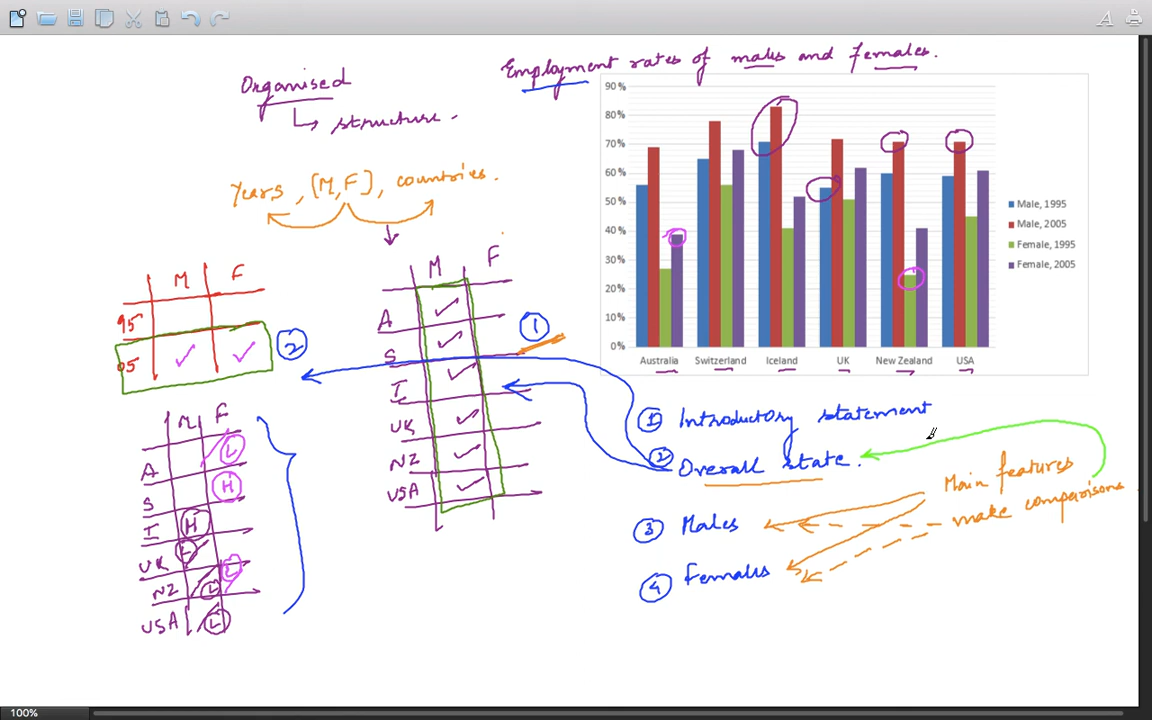 Organised
↳ structure.
Employment rates of males and females.
90%
80%
70%
60%
50%
40%
30%
20%
10%
0%
Australia Switzerland Iceland UK New Zealand USA
Male, 1995
Male, 2005
Female, 1995
Female, 2005
Years, (M, F), countries.
M F
95
05
2
M F
A
S
I
UK
NZ
USA
1
M F
A L
S H
I H
UK L
NZ L L
USA L
1 Introductory statement
2 Overall state.
3 Males
4 Females
Main features
make comparisons
100%